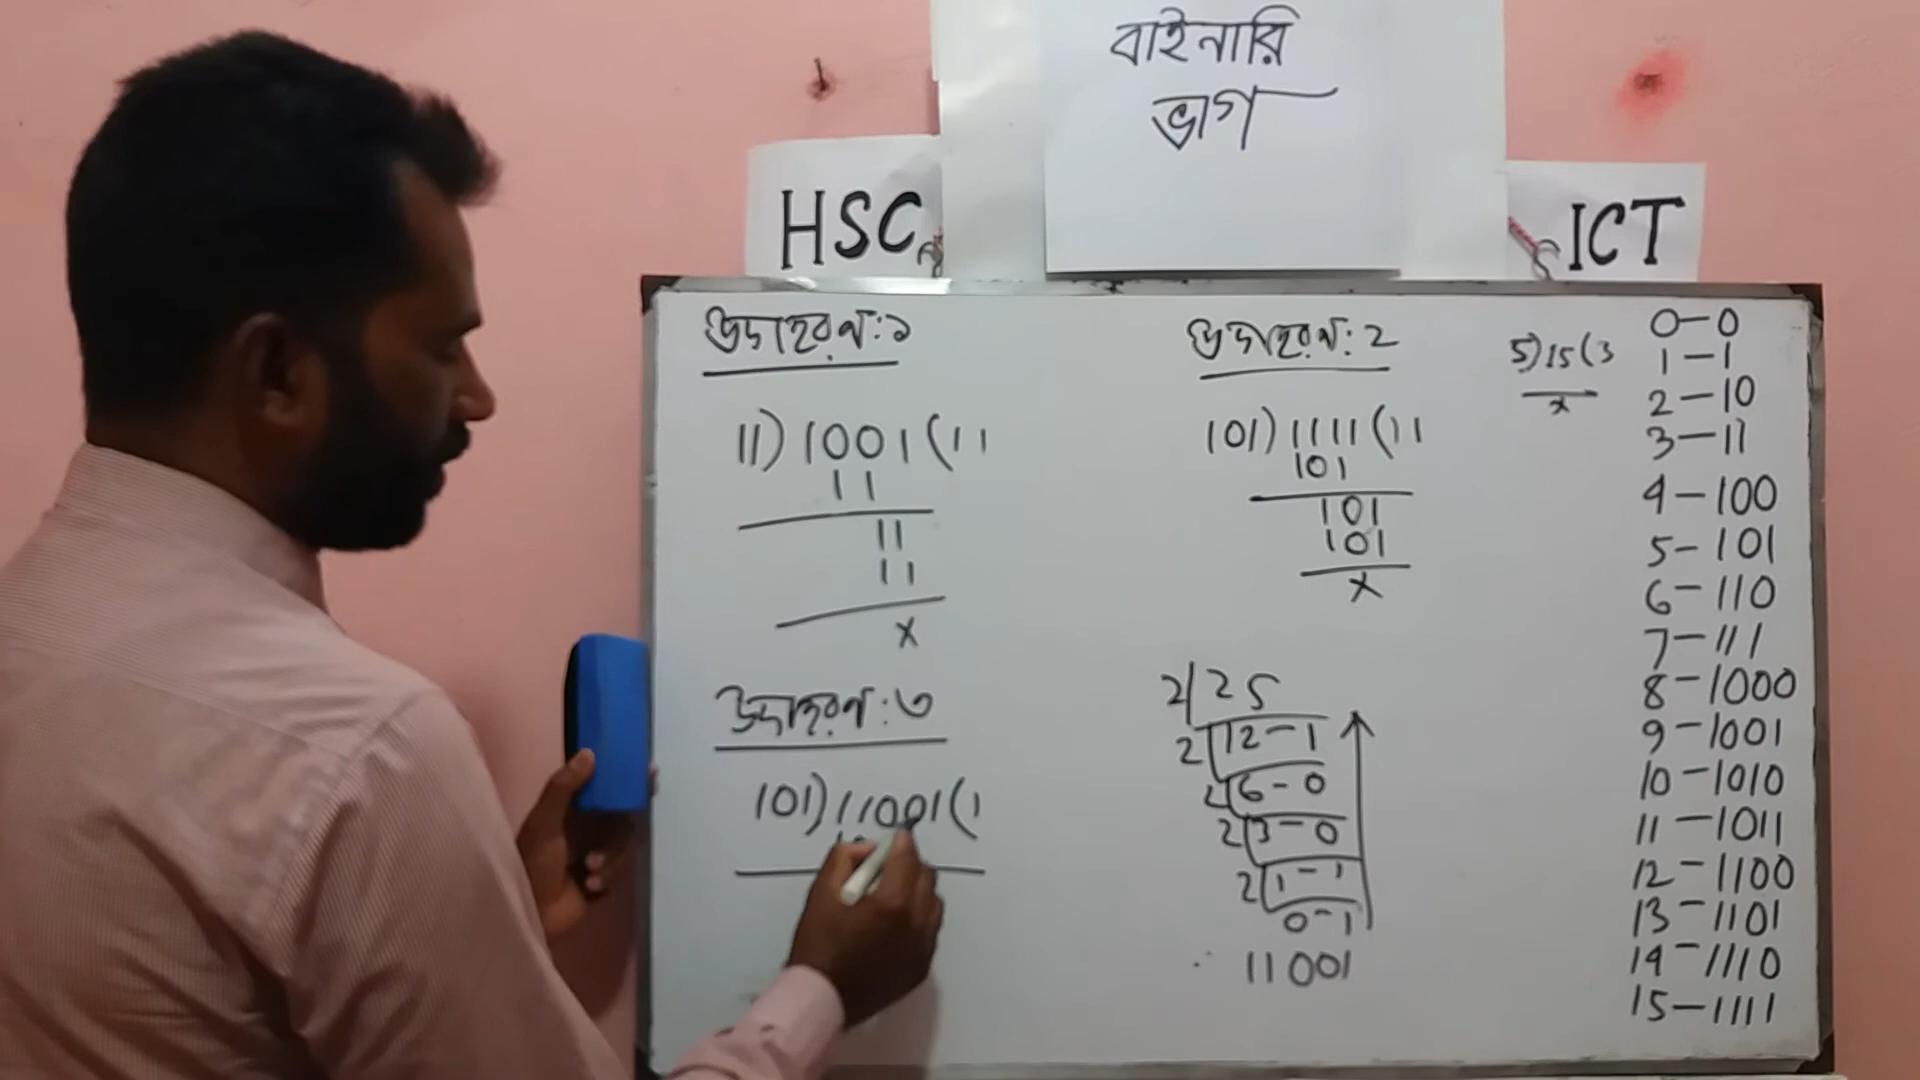 বাইনারি
ভাগ
HSC
ICT
উদাহরণ:১
11) 1001 (11
11
11
11
x
উদাহরণ: 2
101) 1111 (11
101
101
101
x
5) 15 (3
x
উদাহরণ:৩
101) 11001 (1
2 25
2 12-1
2 6-0
2 3-0
2 1-1
0-1
11001
0-0
1-1
2-10
3-11
4-100
5-101
6-110
7-111
8-1000
9-1001
10-1010
11-1011
12-1100
13-1101
14-1110
15-1111